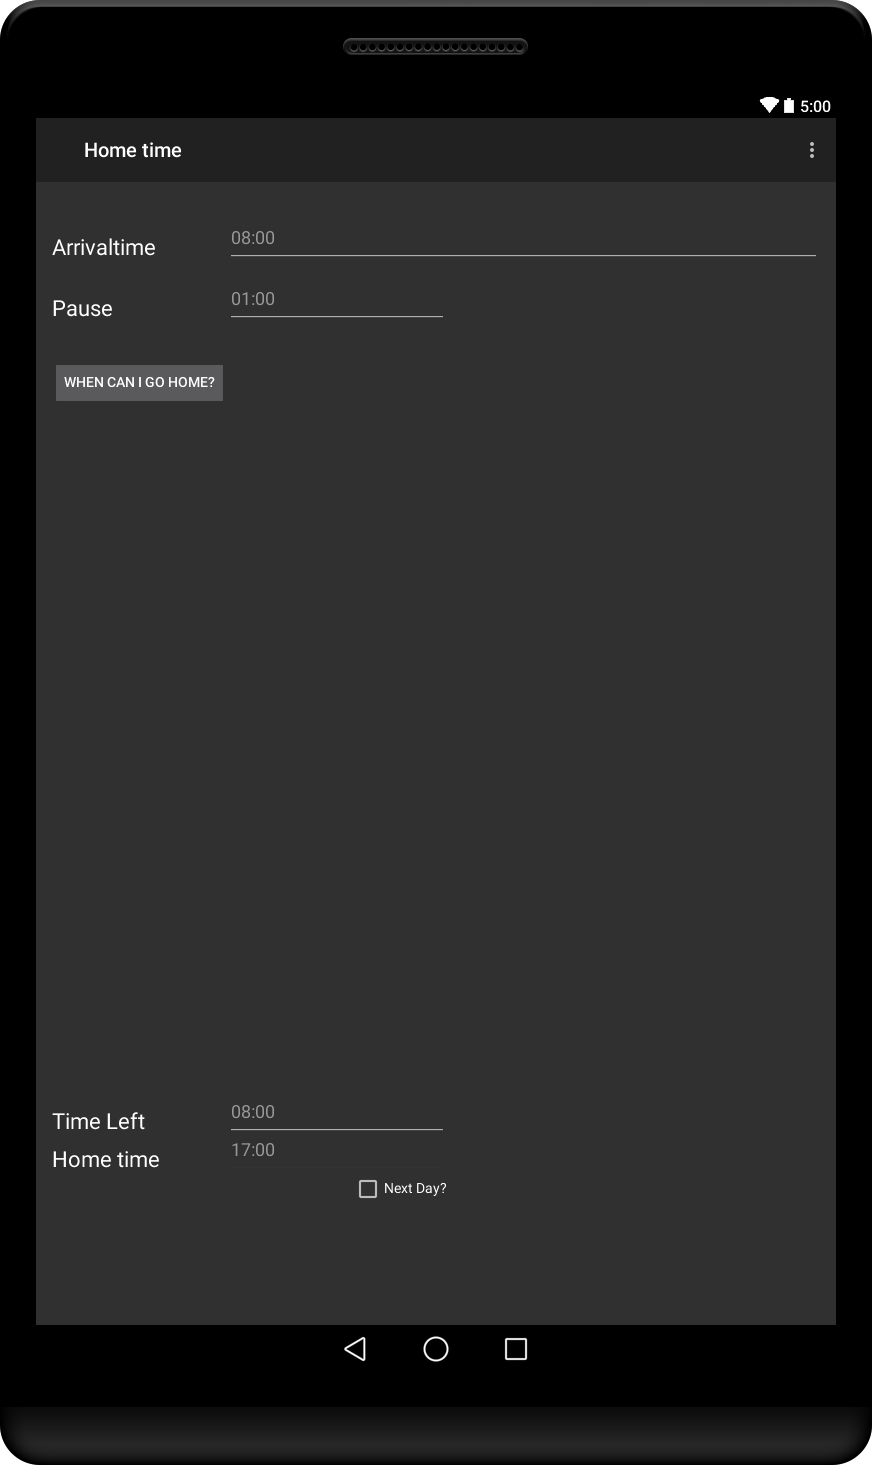 5:00
Home time
Arrivaltime 08:00
Pause 01:00
WHEN CAN I GO HOME?
Time Left 08:00
Home time 17:00
Next Day?